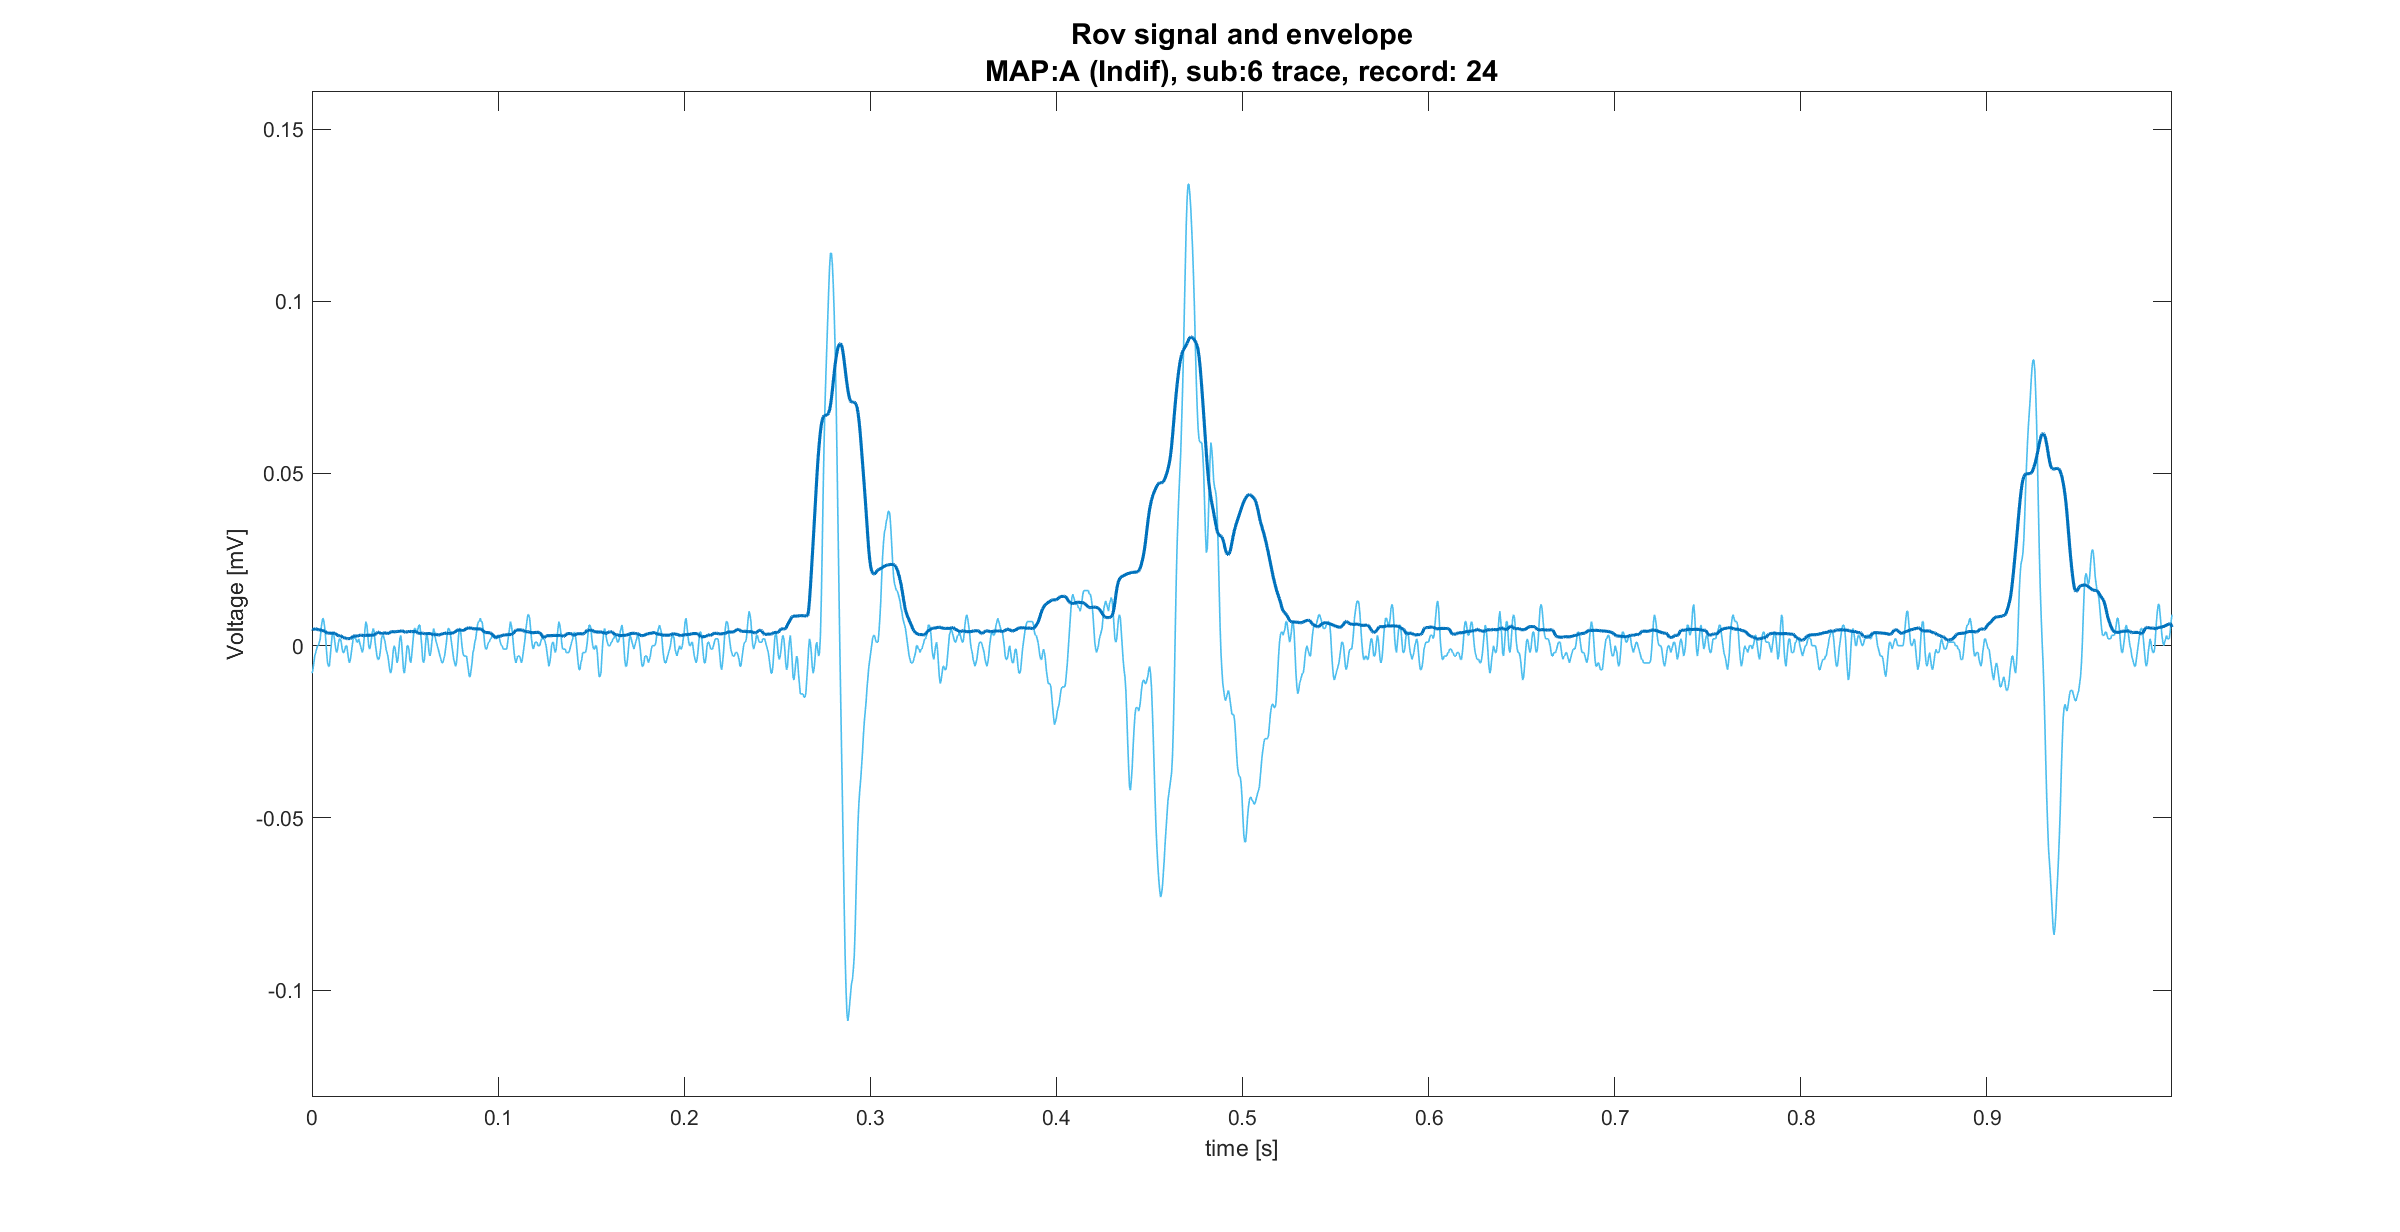 Rov signal and envelope
MAP:A (Indif), sub:6 trace, record: 24
0.15
0.1
0.05
0
-0.05
-0.1
Voltage [mV]
0 0.1 0.2 0.3 0.4 0.5 0.6 0.7 0.8 0.9
time [s]